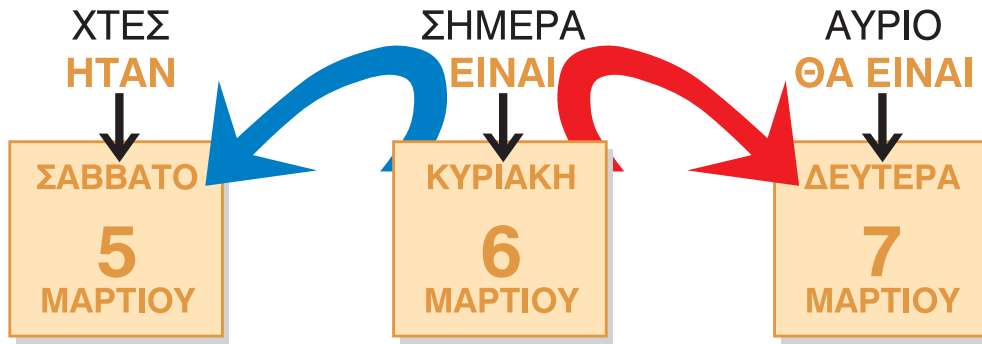 ΧΤΕΣ
ΗΤΑΝ
ΣΑΒΒΑΤΟ
5
ΜΑΡΤΙΟΥ
ΣΗΜΕΡΑ
ΕΙΝΑΙ
ΚΥΡΙΑΚΗ
6
ΜΑΡΤΙΟΥ
ΑΥΡΙΟ
ΘΑ ΕΙΝΑΙ
ΔΕΥΤΕΡΑ
7
ΜΑΡΤΙΟΥ